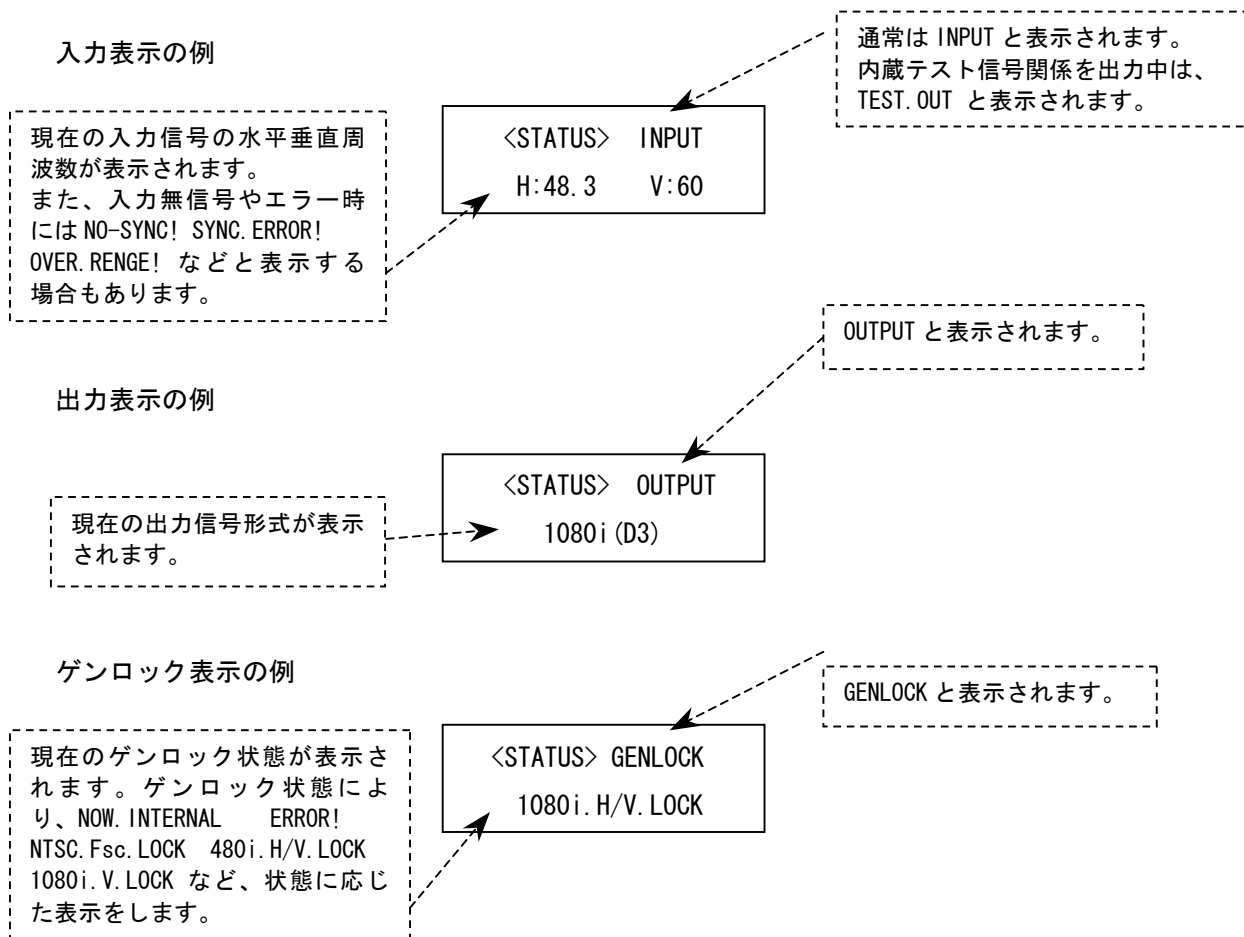 入力表示の例
通常は INPUT と表示されます。
内蔵テスト信号関係を出力中は、
TEST.OUT と表示されます。
現在の入力信号の水平垂直周
波数が表示されます。
また、入力無信号やエラー時
には NO-SYNC! SYNC.ERROR!
OVER.RENGE! などと表示する
場合もあります。
<STATUS> INPUT
H:48.3 V:60
OUTPUT と表示されます。
出力表示の例
<STATUS> OUTPUT
1080i(D3)
現在の出力信号形式が表示
されます。
ゲンロック表示の例
GENLOCK と表示されます。
<STATUS> GENLOCK
1080i.H/V.LOCK
現在のゲンロック状態が表示さ
れます。ゲンロック状態によ
り、NOW.INTERNAL ERROR!
NTSC.Fsc.LOCK 480i.H/V.LOCK
1080i.V.LOCK など、状態に応じ
た表示をします。